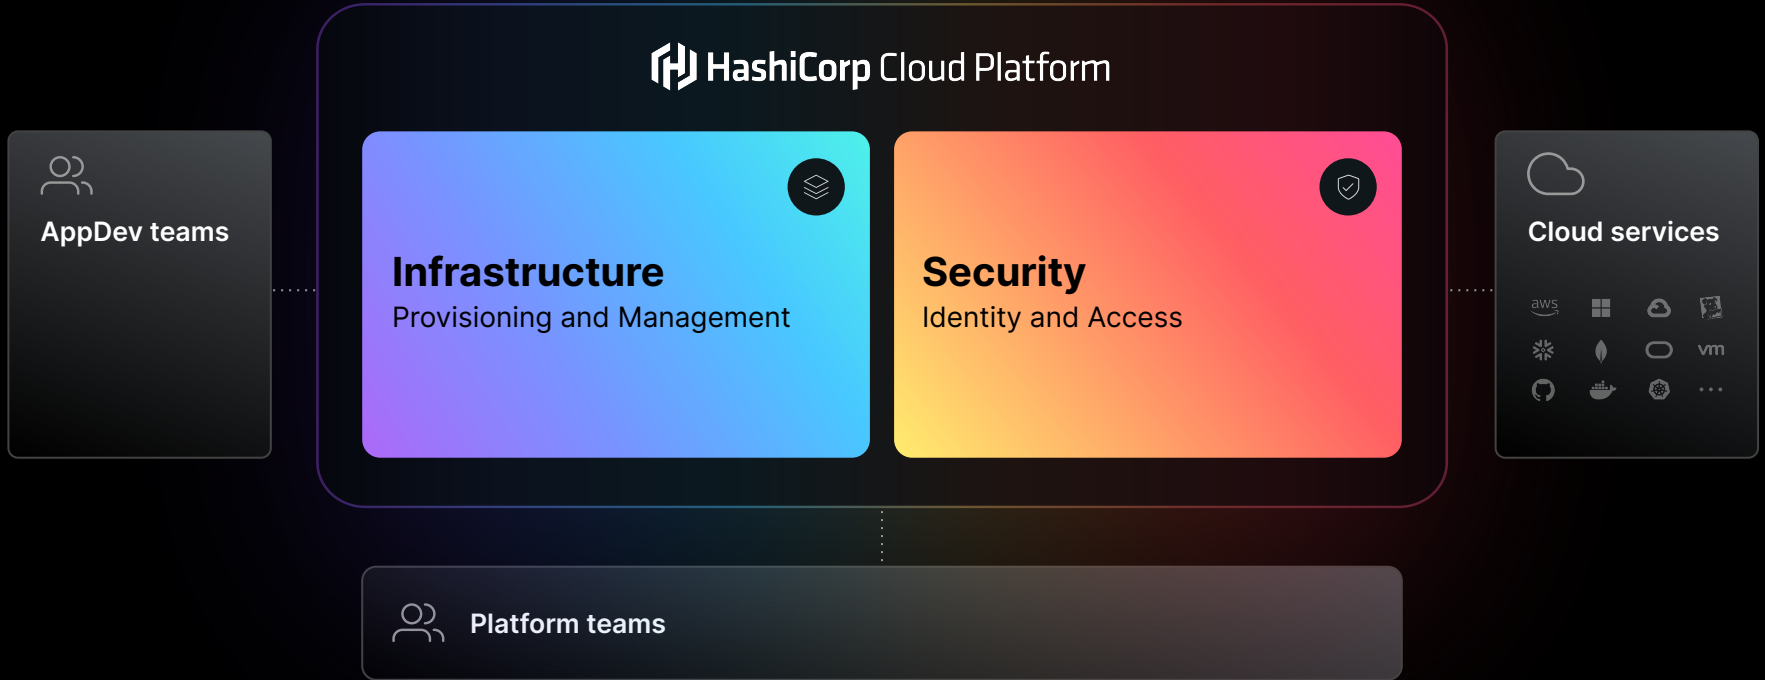 HashiCorp Cloud Platform
AppDev teams
Infrastructure
Provisioning and Management
Security
Identity and Access
Cloud services
aws
vm
Platform teams